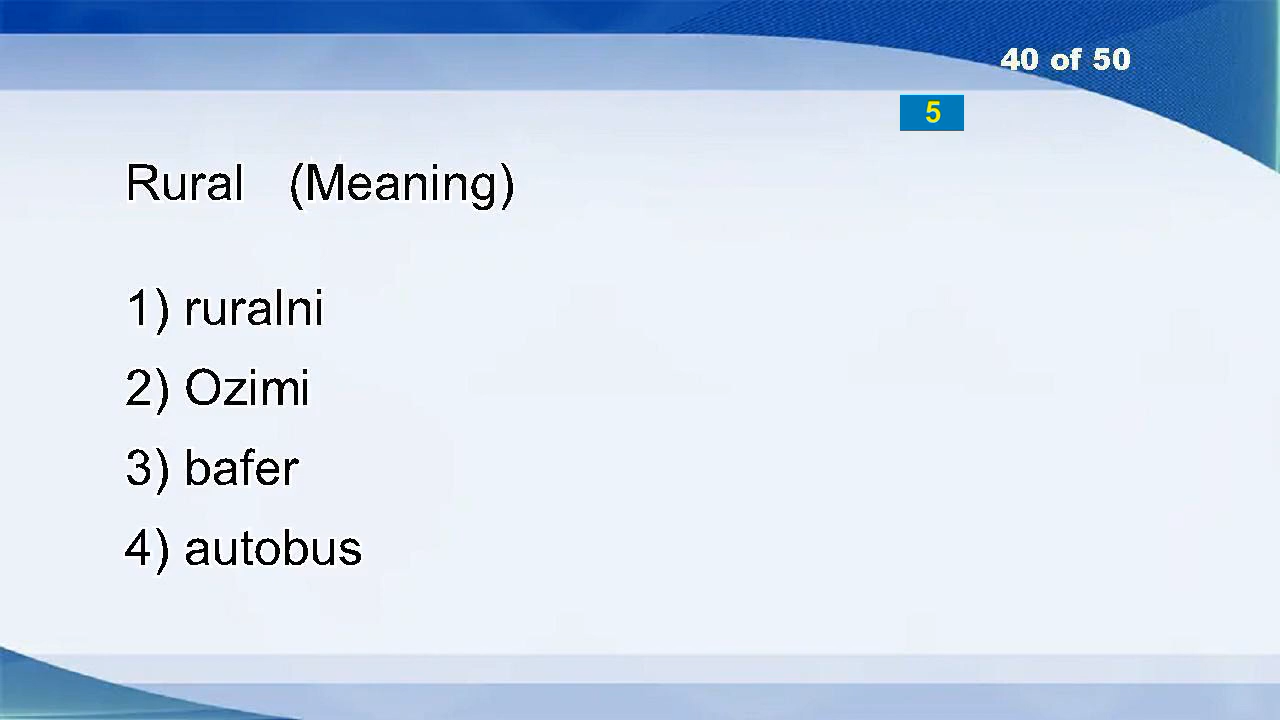 40 of 50
5
Rural (Meaning)
1) ruralni
2) Ozimi
3) bafer
4) autobus